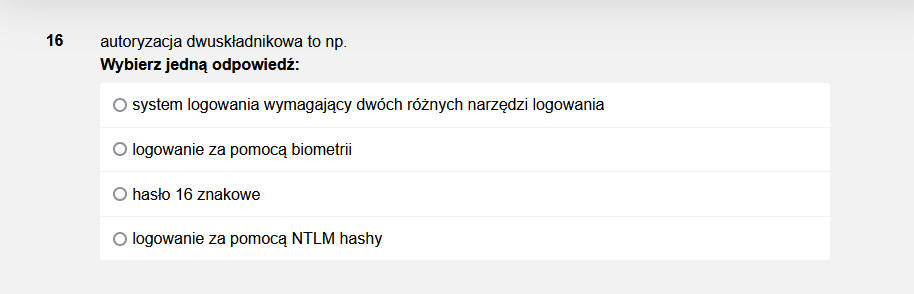 16 autoryzacja dwuskładnikowa to np.
Wybierz jedną odpowiedź:
system logowania wymagający dwóch różnych narzędzi logowania
logowanie za pomocą biometrii
hasło 16 znakowe
logowanie za pomocą NTLM hashy